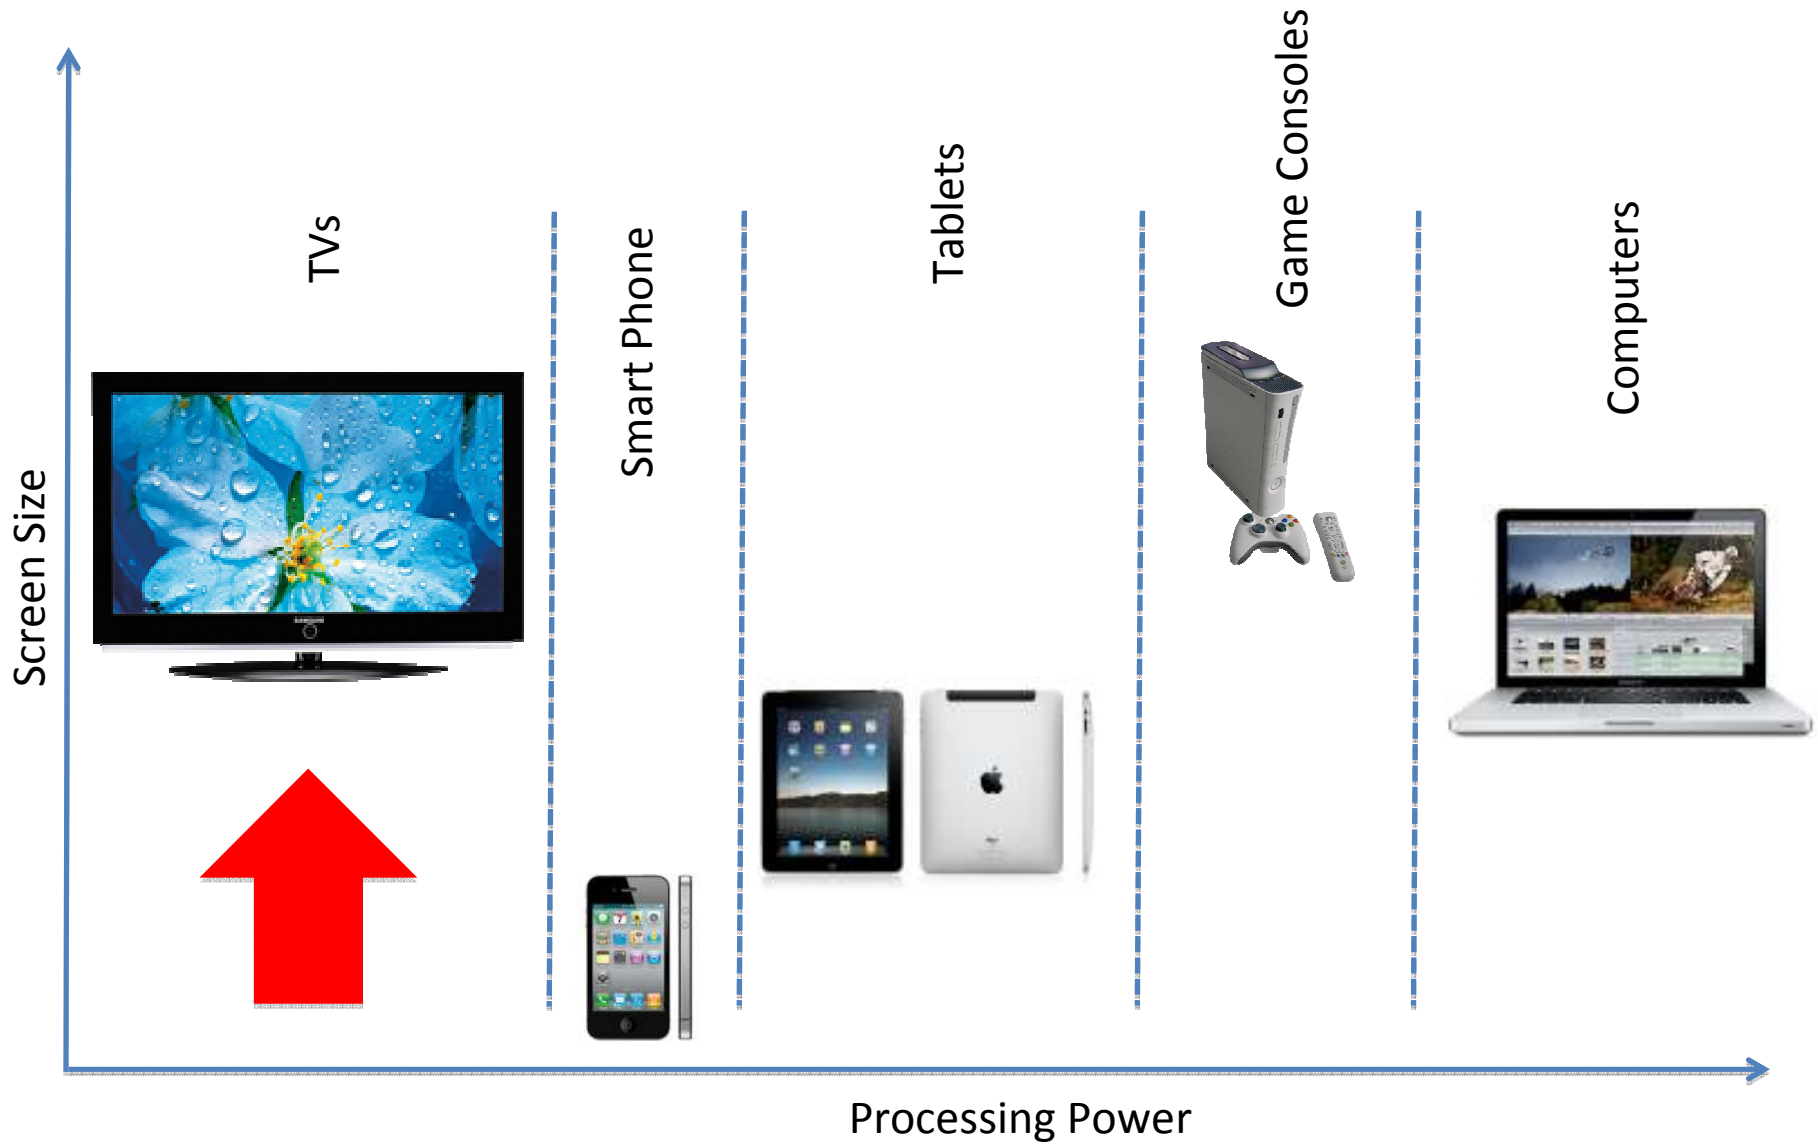 Screen Size
TVs
Smart Phone
Tablets
Game Consoles
Computers
Processing Power